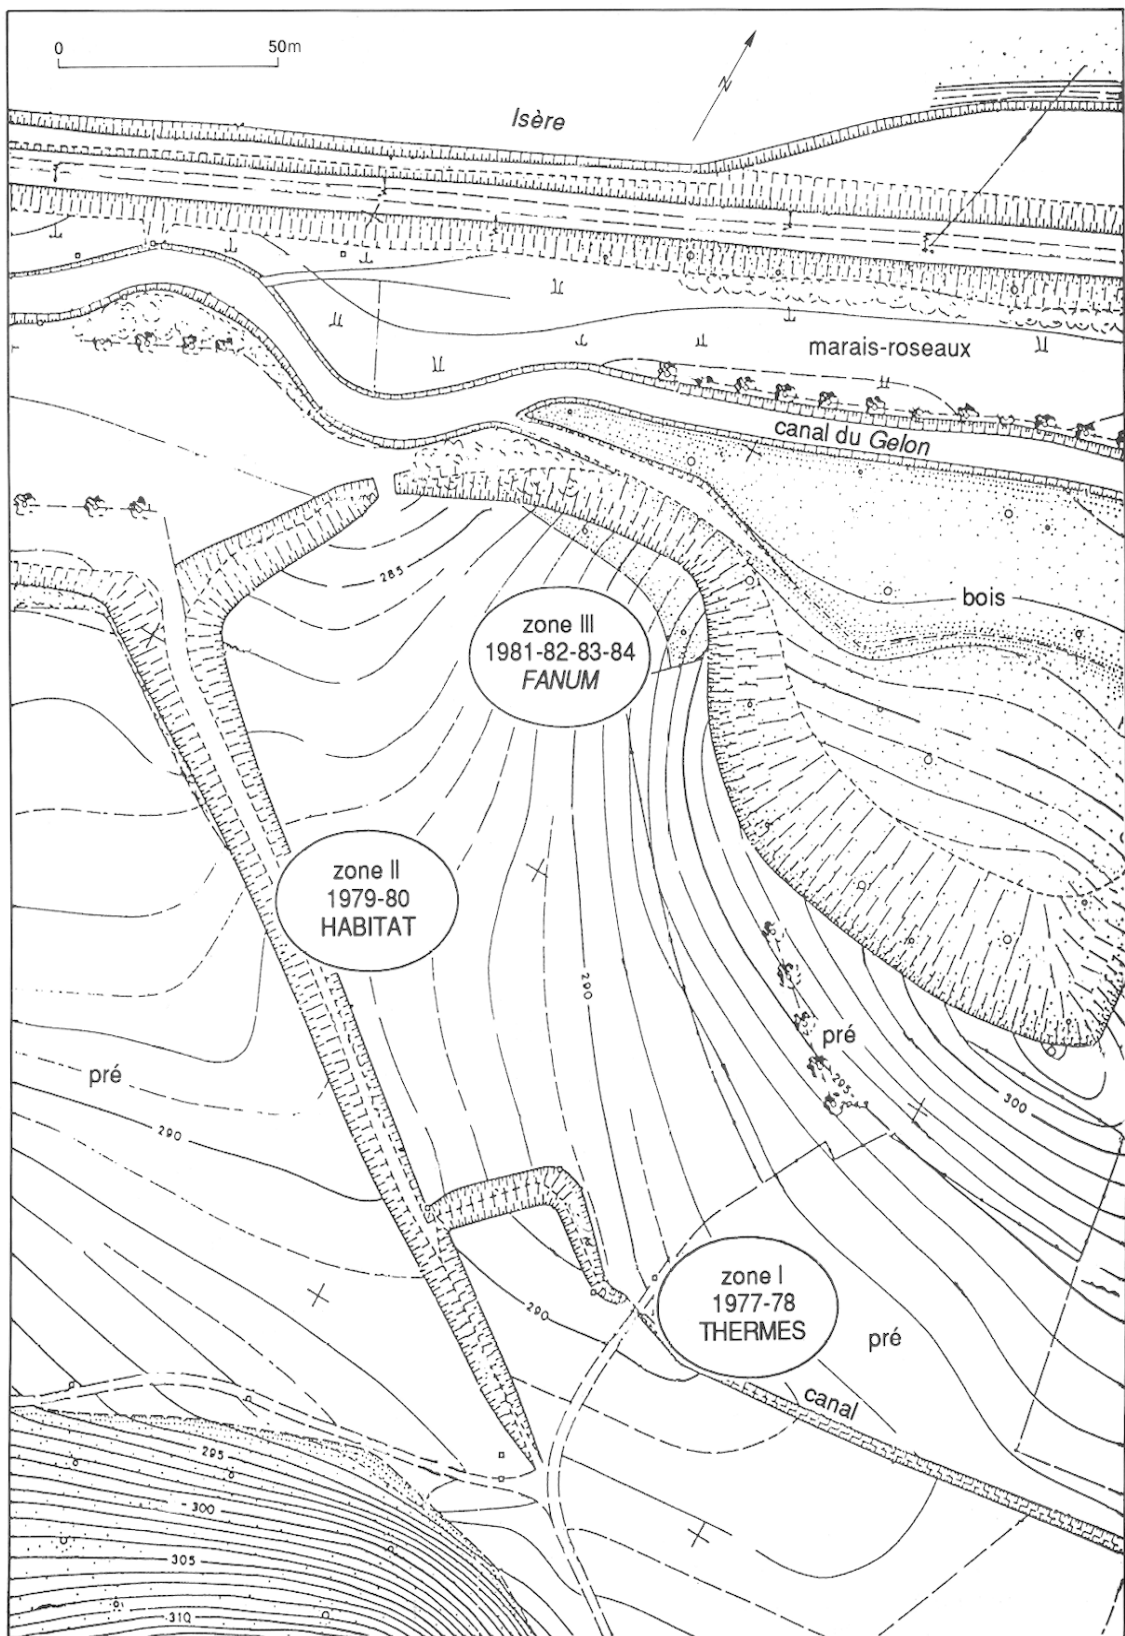 0 50m
N
Isère
marais-roseaux
canal du Gelon
285
bois
zone III
1981-82-83-84
FANUM
zone II
1979-80
HABITAT
290
pré
pré
295
300
290
zone I
1977-78
THERMES
290
pré
canal
295
300
305
310